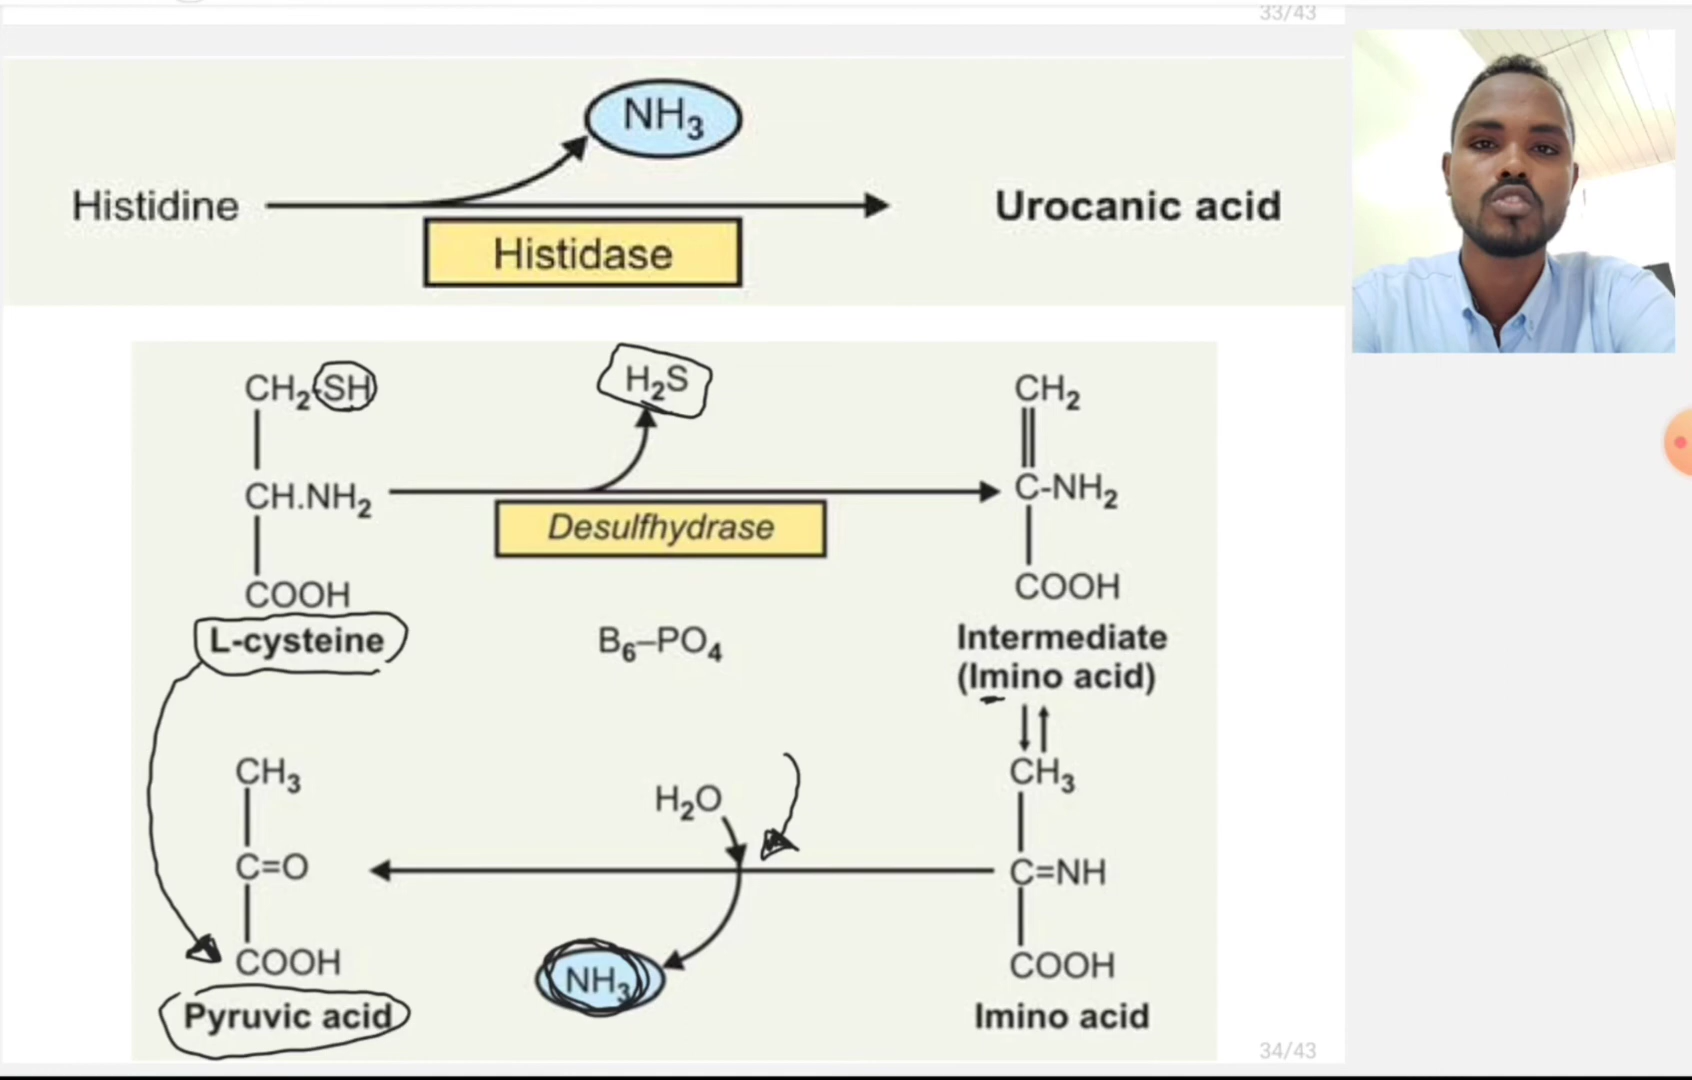 33/43
NH₃
Histidine
Urocanic acid
Histidase
CH₂-SH
H₂S
CH₂
CH.NH₂
C-NH₂
Desulfhydrase
COOH
COOH
L-cysteine
B₆–PO₄
Intermediate
(Imino acid)
CH₃
H₂O
CH₃
C=O
C=NH
COOH
NH₃
COOH
Pyruvic acid
Imino acid
34/43